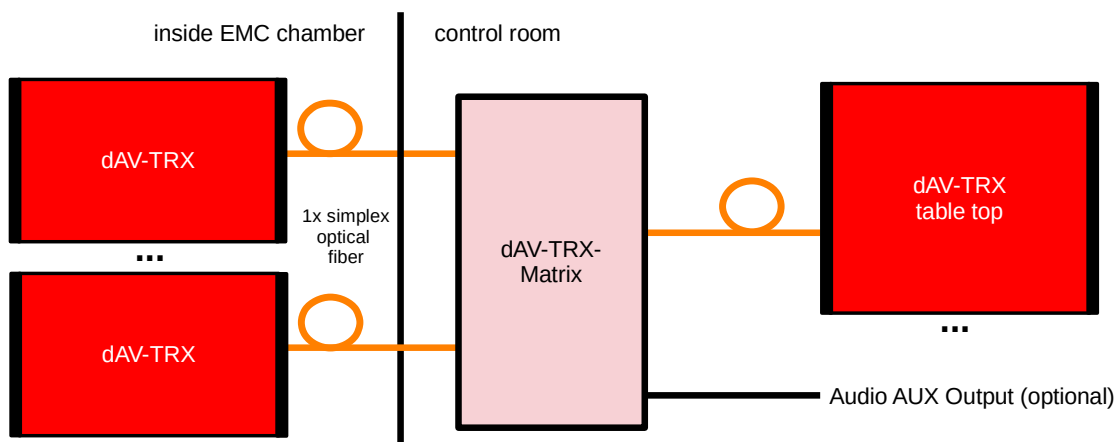 inside EMC chamber
control room
dAV-TRX
...
1x simplex
optical
fiber
dAV-TRX
dAV-TRX-
Matrix
dAV-TRX
table top
...
Audio AUX Output (optional)